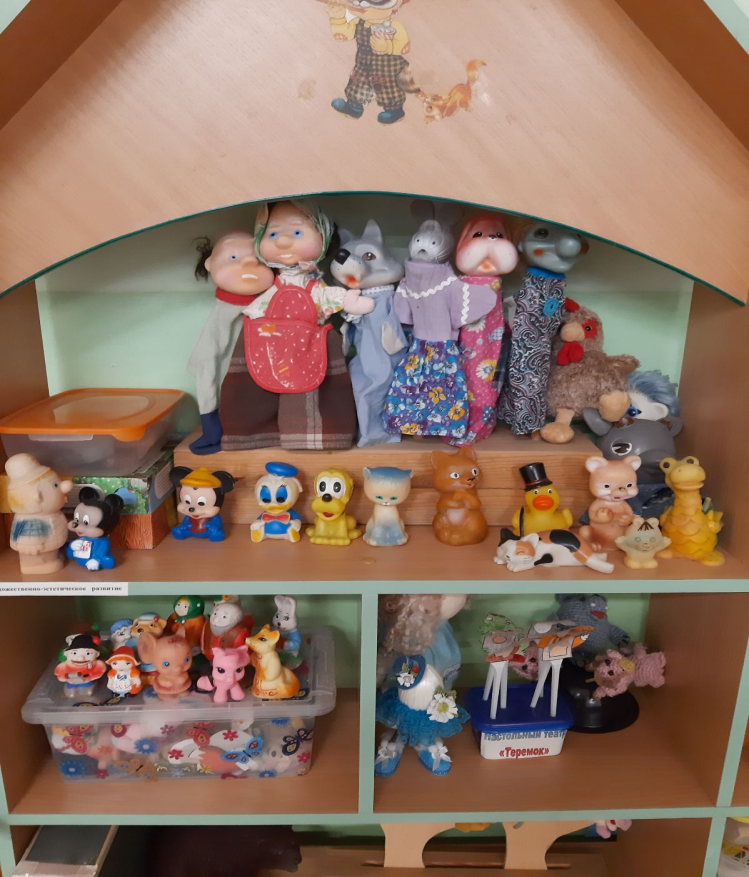 дожественно-эстетическое развитие
Настольный театр
«Теремок»